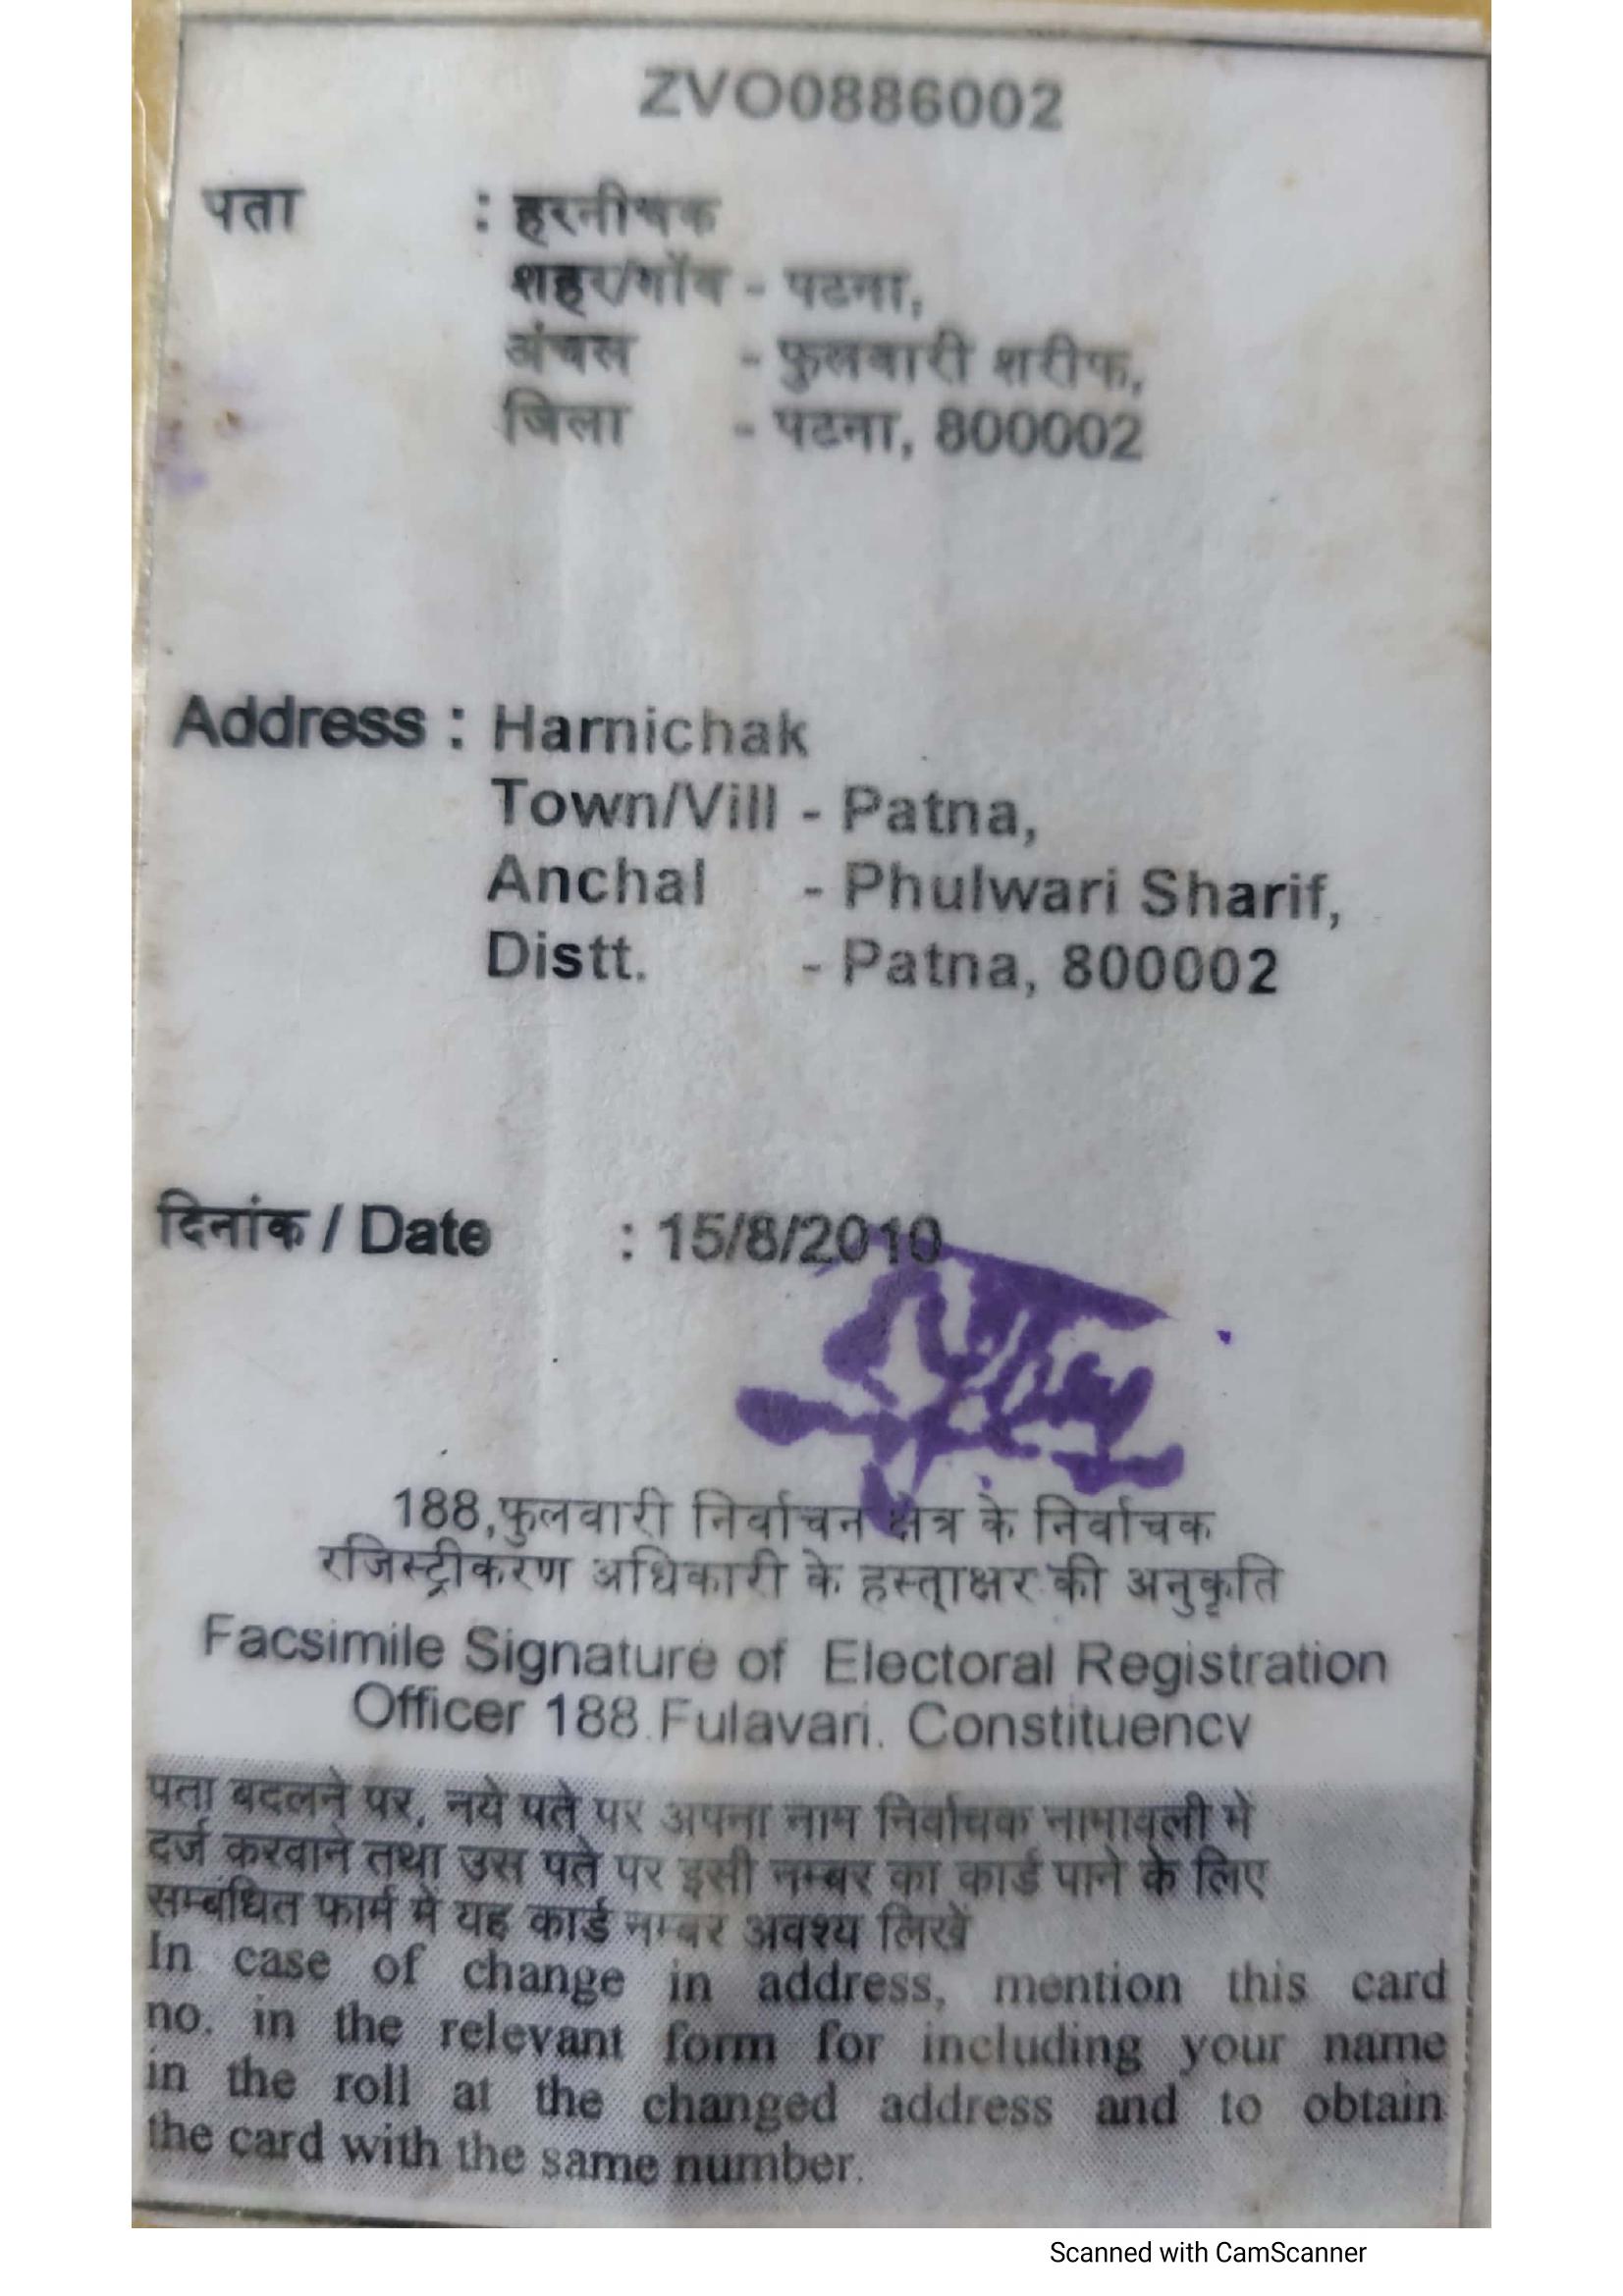 ZVO0886002
पता : हरनीचक
शहर/गाॅव - पटना,
अंचल - फुलवारी शरीफ,
जिला - पटना, 800002
Address : Harnichak
Town/Vill - Patna,
Anchal - Phulwari Sharif,
Distt. - Patna, 800002
दिनांक / Date : 15/8/2010
188,फुलवारी निर्वाचन क्षेत्र के निर्वाचक
रजिस्ट्रीकरण अधिकारी के हस्ताक्षर की अनुकृति
Facsimile Signature of Electoral Registration
Officer 188.Fulavari. Constituency
पता बदलने पर, नये पते पर अपना नाम निर्वाचक नामावली में
दर्ज करवाने तथा उस पते पर इसी नम्बर का कार्ड पाने के लिए
सम्बंधित फार्म में यह कार्ड नम्बर अवश्य लिखें
In case of change in address, mention this card
no. in the relevant form for including your name
in the roll at the changed address and to obtain
the card with the same number.
Scanned with CamScanner